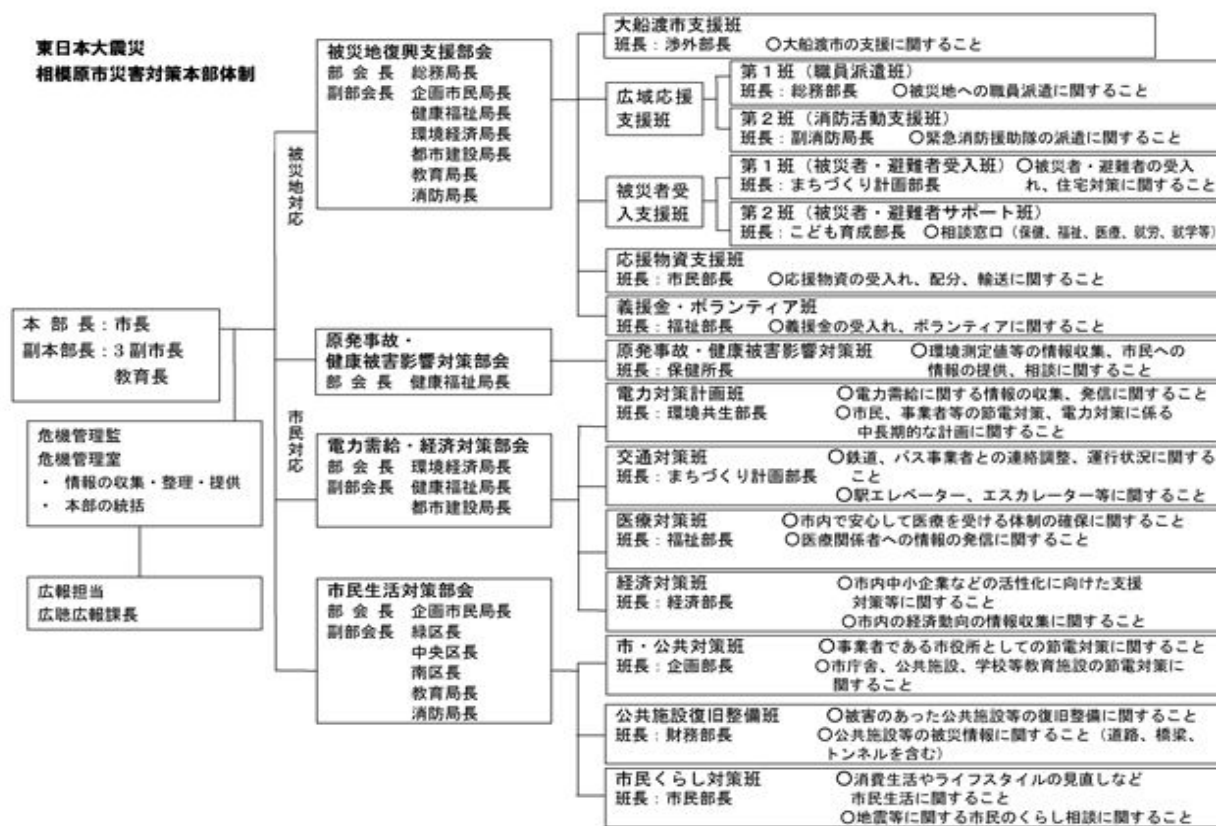 東日本大震災
相模原市災害対策本部体制
本 部 長：市長
副本部長：3副市長
教育長
危機管理監
危機管理室
・ 情報の収集・整理・提供
・ 本部の統括
広報担当
広聴広報課長
被災地対応
市民対応
被災地復興支援部会
部 会 長 総務局長
副部会長 企画市民局長
健康福祉局長
環境経済局長
都市建設局長
教育局長
消防局長
原発事故・
健康被害影響対策部会
部 会 長 健康福祉局長
電力需給・経済対策部会
部 会 長 環境経済局長
副部会長 健康福祉局長
都市建設局長
市民生活対策部会
部 会 長 企画市民局長
副部会長 緑区長
中央区長
南区長
教育局長
消防局長
大船渡市支援班
班長：渉外部長 ○大船渡市の支援に関すること
広域応援
支援班
第1班（職員派遣班）
班長：総務部長 ○被災地への職員派遣に関すること
第2班（消防活動支援班）
班長：副消防局長 ○緊急消防援助隊の派遣に関すること
被災者受
入支援班
第1班（被災者・避難者受入班）○被災者・避難者の受入
班長：まちづくり計画部長 れ、住宅対策に関すること
第2班（被災者・避難者サポート班）
班長：こども育成部長 ○相談窓口（保健、福祉、医療、就労、就学等）
応援物資支援班
班長：市民部長 ○応援物資の受入れ、配分、輸送に関すること
義援金・ボランティア班
班長：福祉部長 ○義援金の受入れ、ボランティアに関すること
原発事故・健康被害影響対策班 ○環境測定値等の情報収集、市民への
班長：保健所長 情報の提供、相談に関すること
電力対策計画班 ○電力需給に関する情報の収集、発信に関すること
班長：環境共生部長 ○市民、事業者等の節電対策、電力対策に係る
中長期的な計画に関すること
交通対策班 ○鉄道、バス事業者との連絡調整、運行状況に関する
班長：まちづくり計画部長 こと
○駅エレベーター、エスカレーター等に関すること
医療対策班 ○市内で安心して医療を受ける体制の確保に関すること
班長：福祉部長 ○医療関係者への情報の発信に関すること
経済対策班 ○市内中小企業などの活性化に向けた支援
班長：経済部長 対策等に関すること
○市内の経済動向の情報収集に関すること
市・公共対策班 ○事業者である市役所としての節電対策に関すること
班長：企画部長 ○市庁舎、公共施設、学校等教育施設の節電対策に
関すること
公共施設復旧整備班 ○被害のあった公共施設等の復旧整備に関すること
班長：財務部長 ○公共施設等の被災情報に関すること（道路、橋梁、
トンネルを含む）
市民くらし対策班 ○消費生活やライフスタイルの見直しなど
班長：市民部長 市民生活に関すること
○地震等に関する市民のくらし相談に関すること